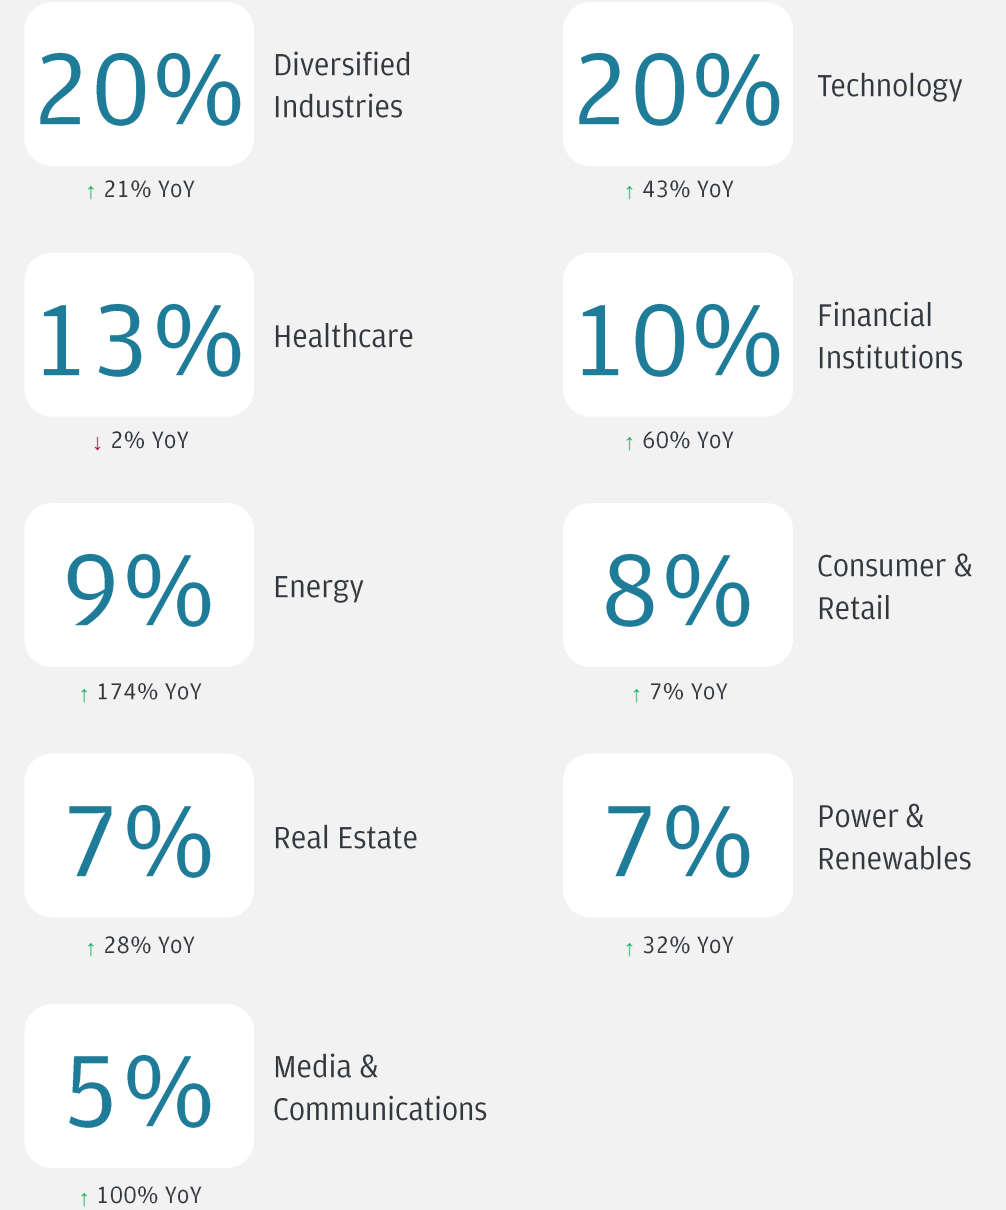 20%
Diversified
Industries
↑ 21% YoY
20%
Technology
↑ 43% YoY
13%
Healthcare
↓ 2% YoY
10%
Financial
Institutions
↑ 60% YoY
9%
Energy
↑ 174% YoY
8%
Consumer &
Retail
↑ 7% YoY
7%
Real Estate
↑ 28% YoY
7%
Power &
Renewables
↑ 32% YoY
5%
Media &
Communications
↑ 100% YoY